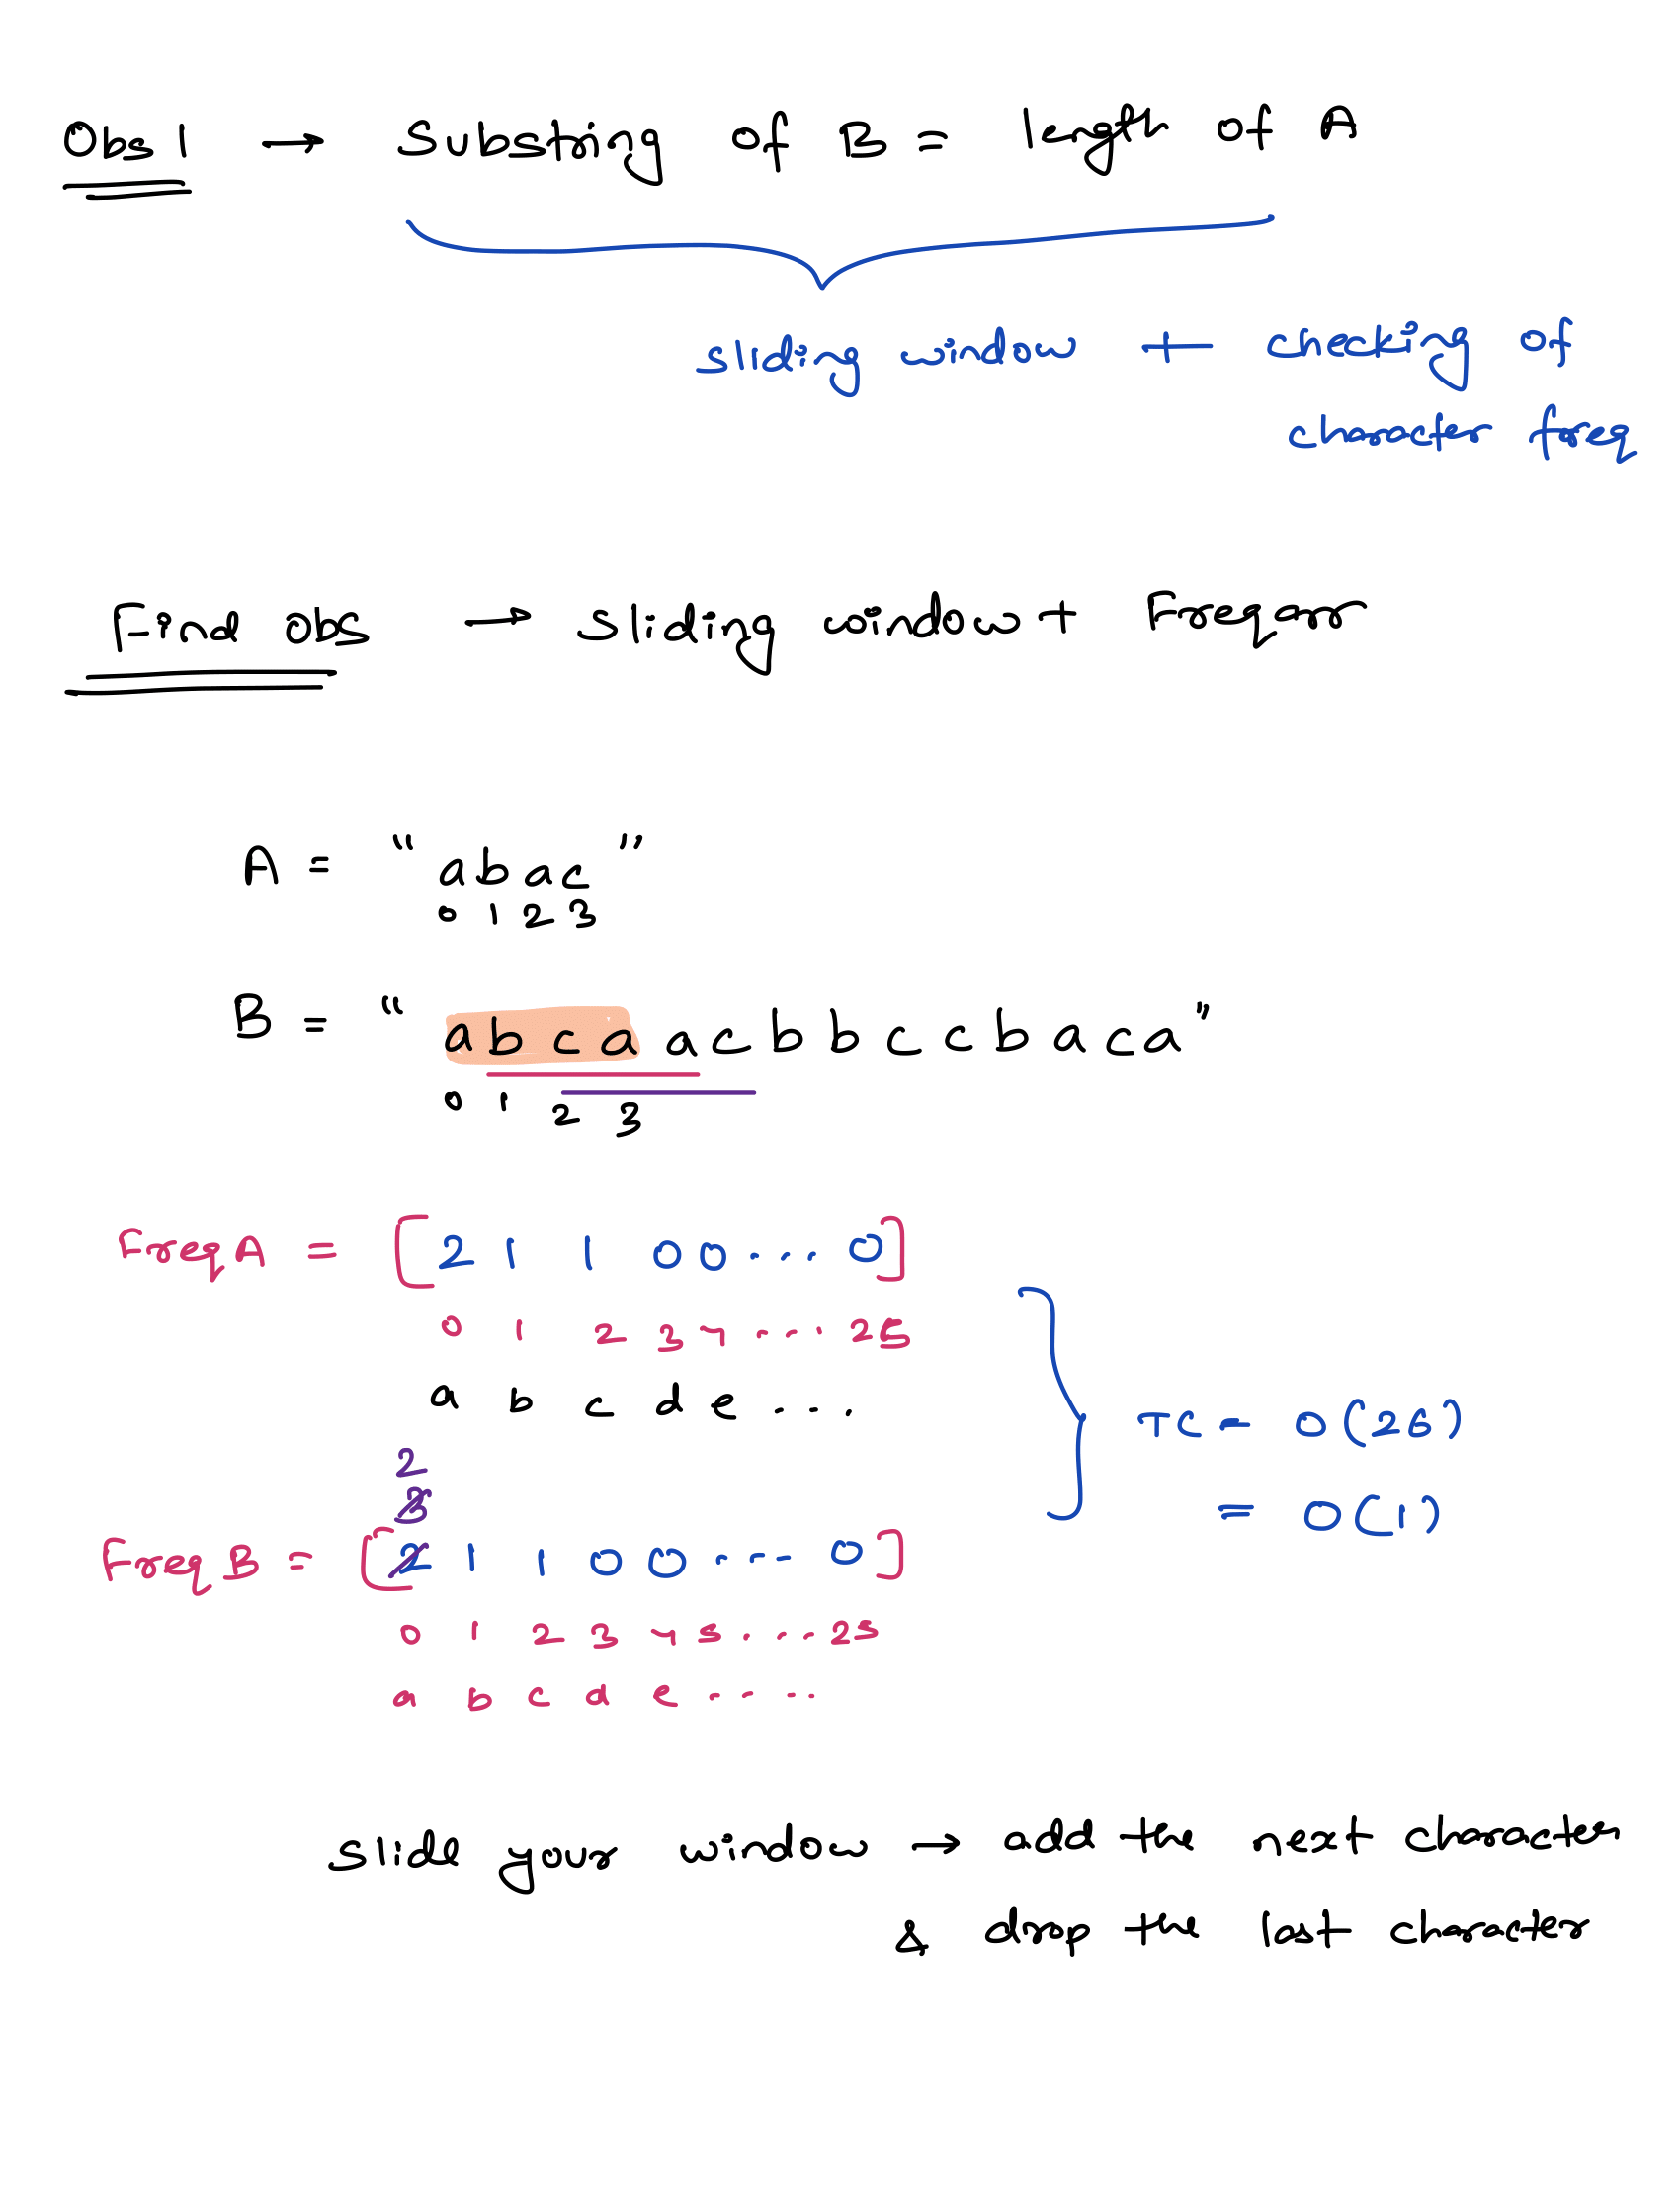 Obs 1 → Substring of B = length of A
sliding window + checking of
character freq
Find obs → sliding window + Freqarr
A = "abac"
0 1 2 3
B = "abcaacbbccbaca"
0 1 2 3
FreqA = [2 1 1 0 0 ... 0]
0 1 2 3 4 ... 25
a b c d e ...
TC = O(26)
= O(1)
2
3
FreqB = [2 1 1 0 0 ... 0]
0 1 2 3 4 5 .... 25
a b c d e ....
slide your window → add the next character
& drop the last character